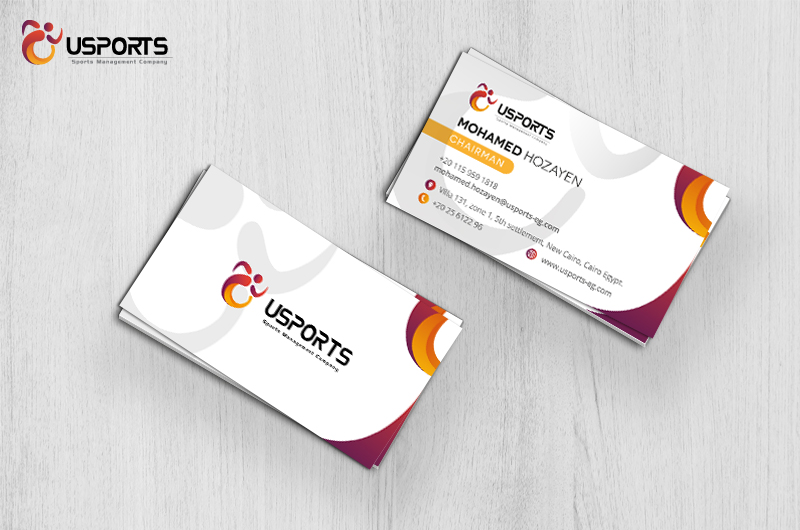 USPORTS
Sports Management Company
USPORTS
Sports Management Company
MOHAMED HOZAYEN
CHAIRMAN
+20 115 959 1818
mohamed.hozayen@usports-eg.com
Villa 131, zone 1, 5th settlement, New Cairo, Cairo Egypt.
+20 25 6122 96
www.usports-eg.com
USPORTS
Sports Management Company